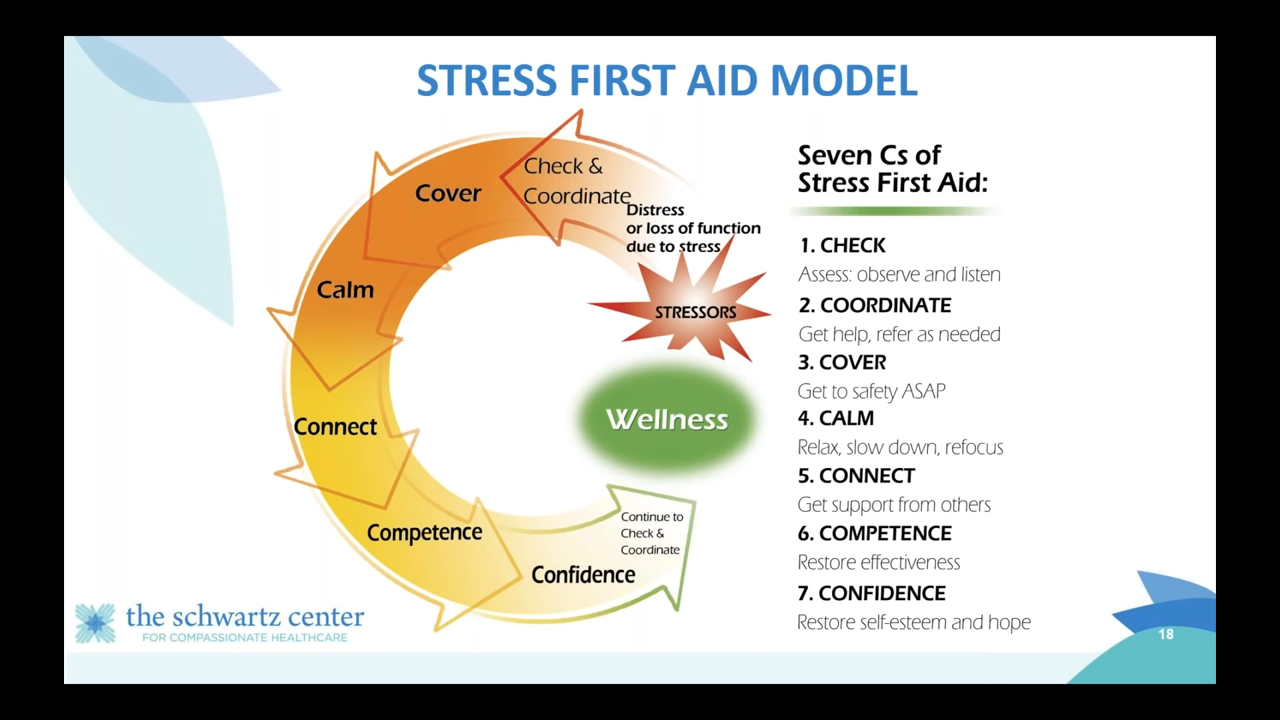 STRESS FIRST AID MODEL
Check &
Coordinate
Cover
Distress
or loss of function
due to stress
Calm
STRESSORS
Wellness
Connect
Competence
Continue to
Check &
Coordinate
Confidence
Seven Cs of
Stress First Aid:
1. CHECK
Assess: observe and listen
2. COORDINATE
Get help, refer as needed
3. COVER
Get to safety ASAP
4. CALM
Relax, slow down, refocus
5. CONNECT
Get support from others
6. COMPETENCE
Restore effectiveness
7. CONFIDENCE
Restore self-esteem and hope
the schwartz center
FOR COMPASSIONATE HEALTHCARE
18